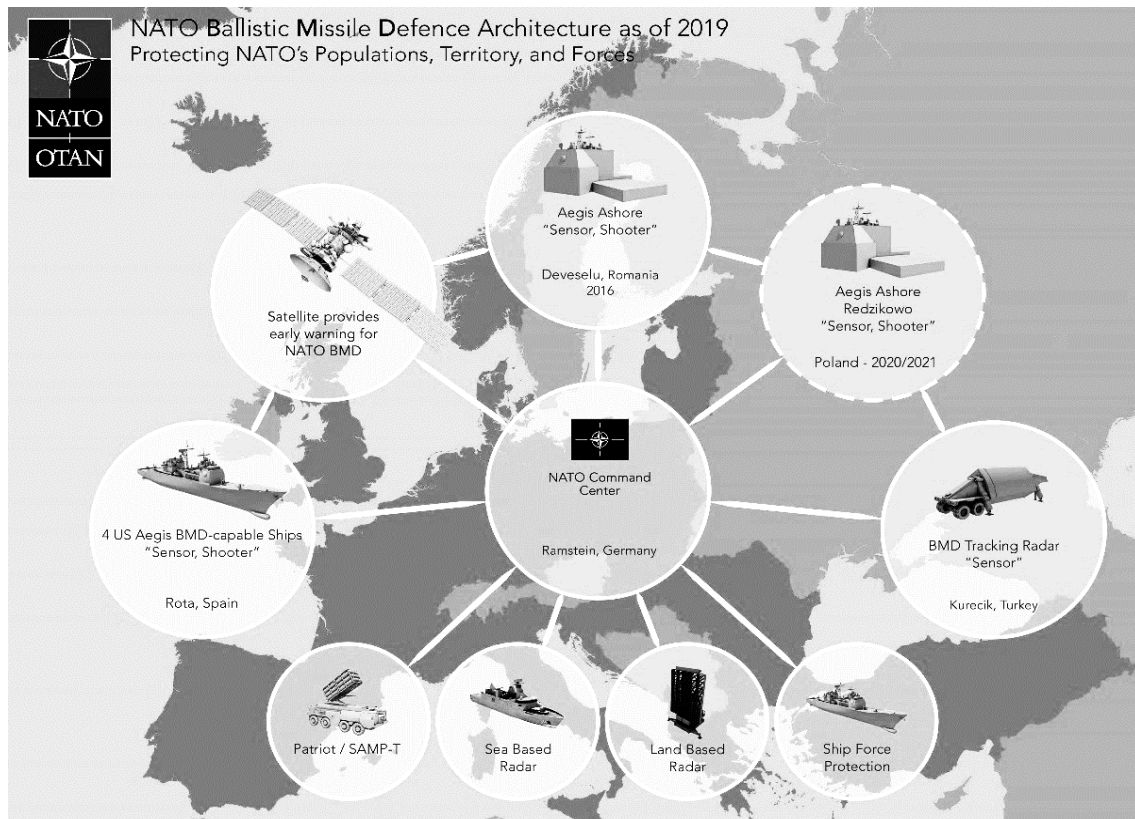 NATO Ballistic Missile Defence Architecture as of 2019
Protecting NATO's Populations, Territory, and Forces
NATO
OTAN
Aegis Ashore
"Sensor, Shooter"
Deveselu, Romania
2016
Satellite provides
early warning for
NATO BMD
Aegis Ashore
Redzikowo
"Sensor, Shooter"
Poland - 2020/2021
4 US Aegis BMD-capable Ships
"Sensor, Shooter"
Rota, Spain
NATO Command
Center
Ramstein, Germany
BMD Tracking Radar
"Sensor"
Kurecik, Turkey
Patriot / SAMP-T
Sea Based
Radar
Land Based
Radar
Ship Force
Protection